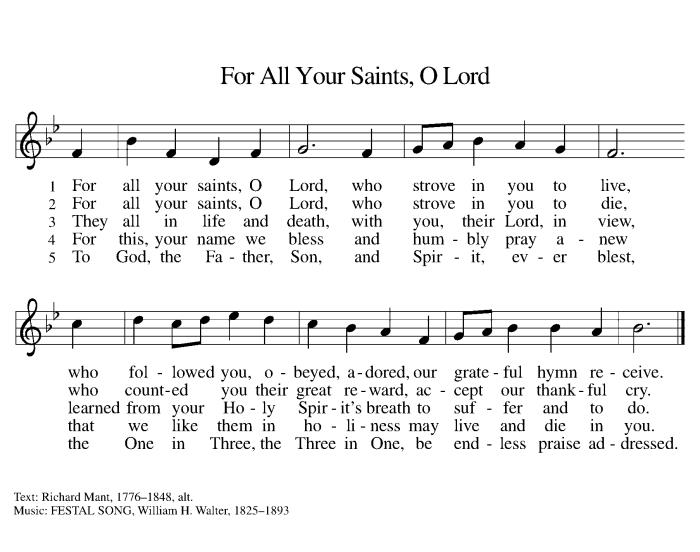 For All Your Saints, O Lord
1 For all your saints, O Lord, who strove in you to live,
2 For all your saints, O Lord, who strove in you to die,
3 They all in life and death, with you, their Lord, in view,
4 For this, your name we bless and hum - bly pray a - new
5 To God, the Fa - ther, Son, and Spir - it, ev - er blest,
who fol - lowed you, o - beyed, a - dored, our grate - ful hymn re - ceive.
who count - ed you their great re - ward, ac - cept our thank - ful cry.
learned from your Ho - ly Spir - it's breath to suf - fer and to do.
that we like them in ho - li - ness may live and die in you.
the One in Three, the Three in One, be end - less praise ad - dressed.
Text: Richard Mant, 1776–1848, alt.
Music: FESTAL SONG, William H. Walter, 1825–1893